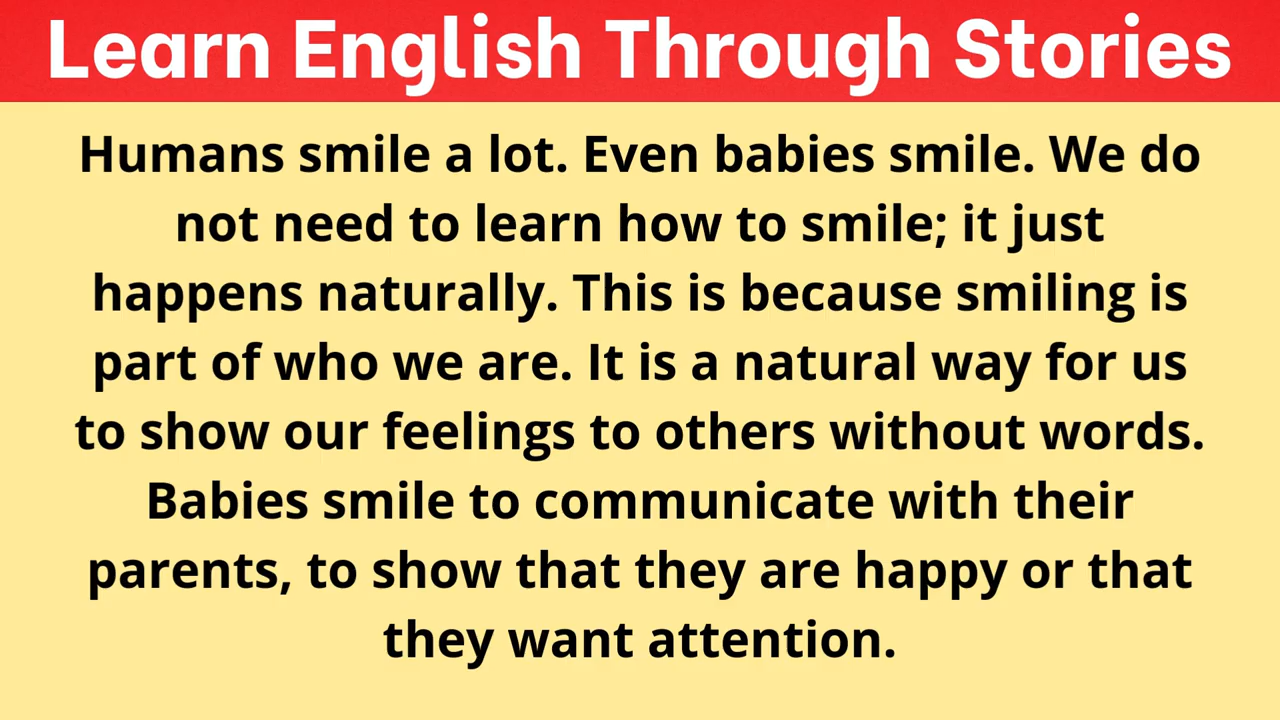 Learn English Through Stories
Humans smile a lot. Even babies smile. We do
not need to learn how to smile; it just
happens naturally. This is because smiling is
part of who we are. It is a natural way for us
to show our feelings to others without words.
Babies smile to communicate with their
parents, to show that they are happy or that
they want attention.